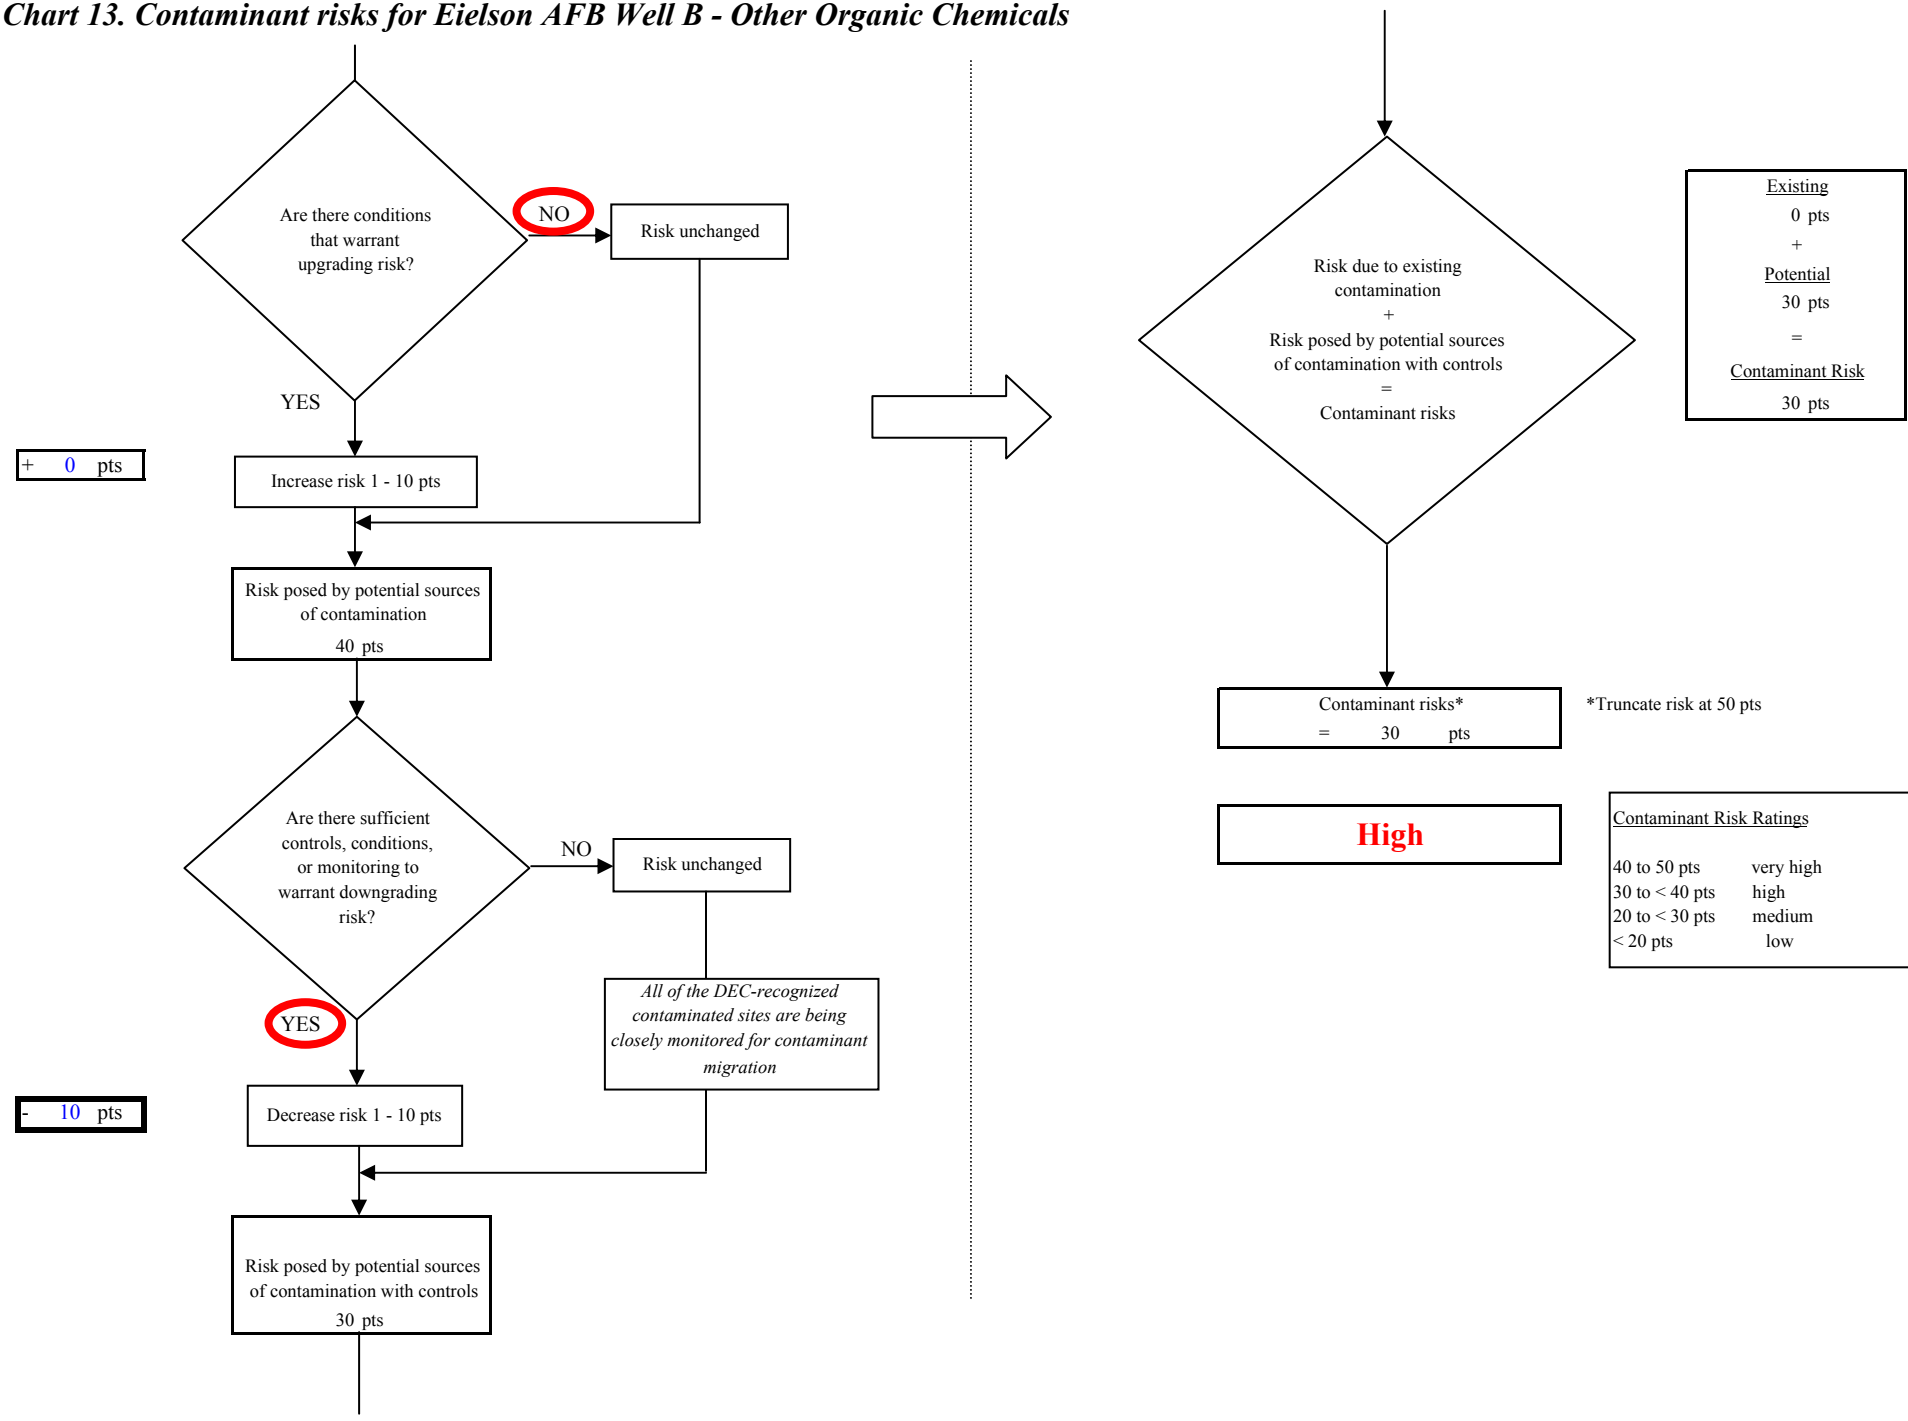 Chart 13. Contaminant risks for Eielson AFB Well B - Other Organic Chemicals
Are there conditions
that warrant
upgrading risk?
NO
Risk unchanged
YES
+ 0 pts
Increase risk 1 - 10 pts
Risk posed by potential sources
of contamination
40 pts
Are there sufficient
controls, conditions,
or monitoring to
warrant downgrading
risk?
NO
Risk unchanged
All of the DEC-recognized
contaminated sites are being
closely monitored for contaminant
migration
YES
- 10 pts
Decrease risk 1 - 10 pts
Risk posed by potential sources
of contamination with controls
30 pts
Risk due to existing
contamination
+
Risk posed by potential sources
of contamination with controls
=
Contaminant risks
Existing
0 pts
+
Potential
30 pts
=
Contaminant Risk
30 pts
Contaminant risks*
= 30 pts
*Truncate risk at 50 pts
High
Contaminant Risk Ratings
40 to 50 pts very high
30 to < 40 pts high
20 to < 30 pts medium
< 20 pts low